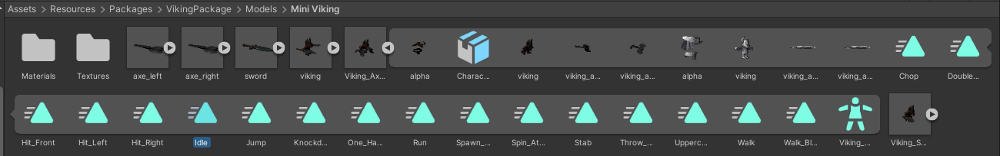 Assets > Resources > Packages > VikingPackage > Models > Mini Viking
Materials Textures axe_left axe_right sword viking Viking_Ax... alpha Charac... viking viking_a... viking_a... alpha viking viking_a... viking_a... Chop Double...
Hit_Front Hit_Left Hit_Right Idle Jump Knockd... One_Ha... Run Spawn_... Spin_At... Stab Throw_... Upperc... Walk Walk_Bl... Viking_... Viking_S...